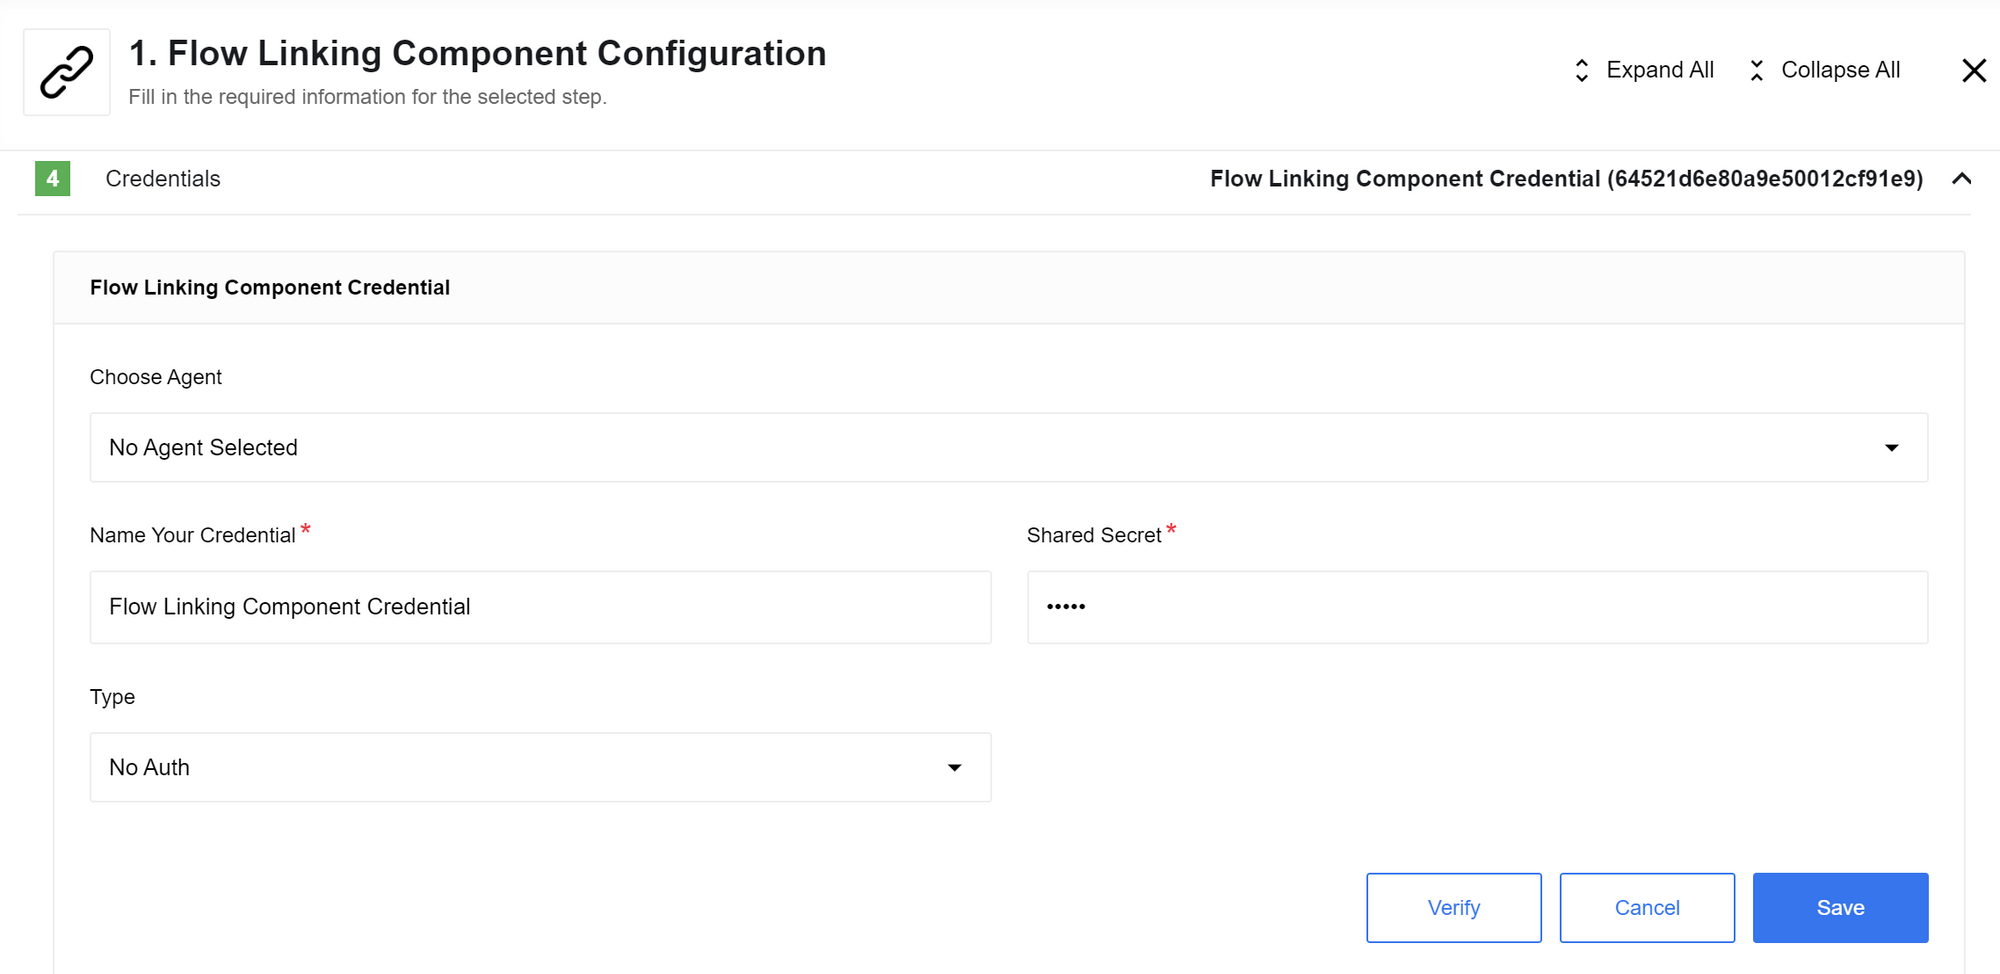 1. Flow Linking Component Configuration
Fill in the required information for the selected step.
Expand All
Collapse All
4
Credentials
Flow Linking Component Credential (64521d6e80a9e50012cf91e9)
Flow Linking Component Credential
Choose Agent
No Agent Selected
Name Your Credential*
Shared Secret*
Flow Linking Component Credential
•••••
Type
No Auth
Verify
Cancel
Save